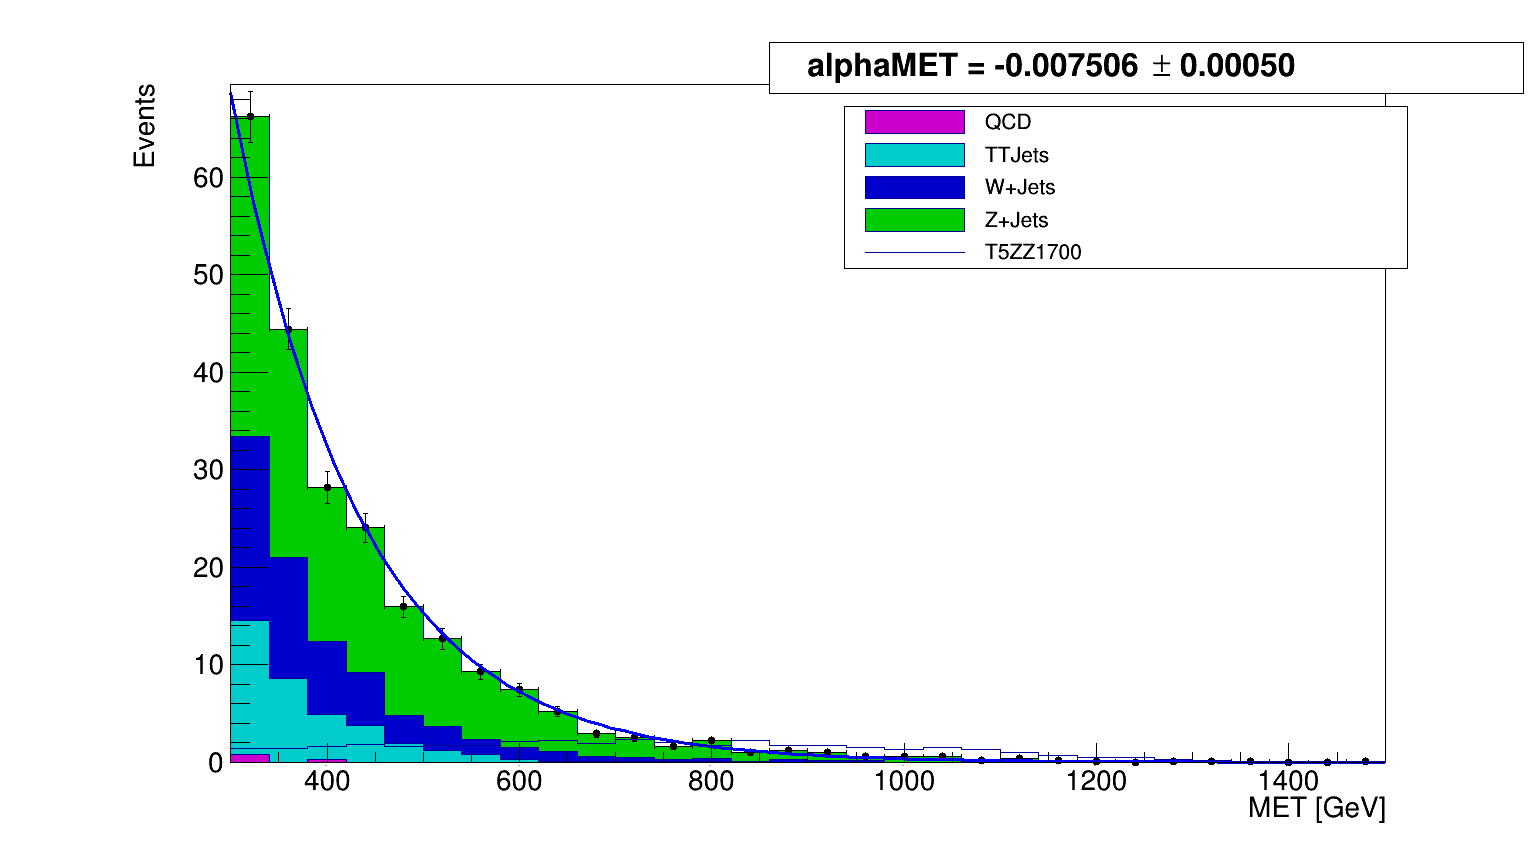 alphaMET = -0.007506 ± 0.00050
Events
QCD
TTJets
W+Jets
Z+Jets
T5ZZ1700
60
50
40
30
20
10
0
400 600 800 1000 1200 1400
MET [GeV]